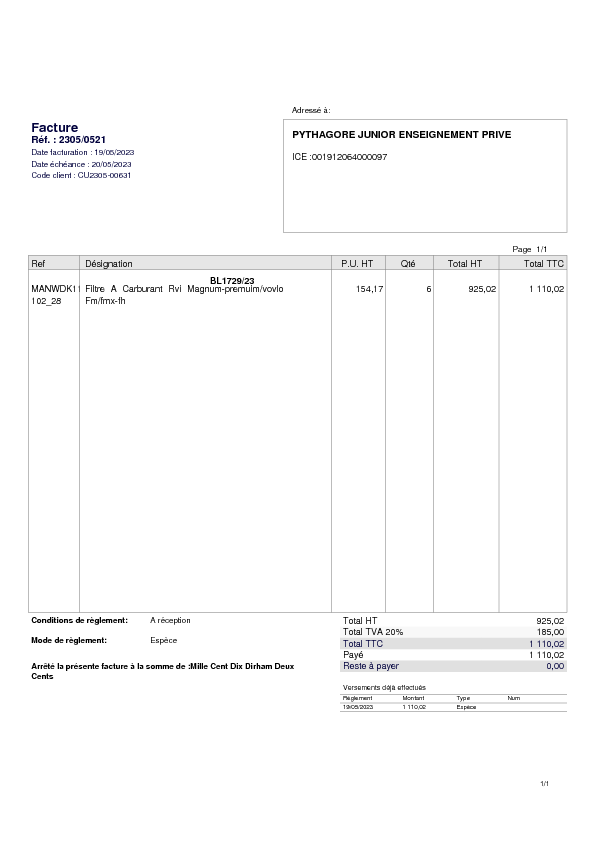 Adressé à:
Facture
Réf. : 2305/0521
Date facturation : 19/05/2023
Date échéance : 20/05/2023
Code client : CU2305-00631
PYTHAGORE JUNIOR ENSEIGNEMENT PRIVE
ICE :001912064000097
Page 1/1
Ref Désignation P.U. HT Qté Total HT Total TTC
BL1729/23
MANWDK11 Filtre A Carburant Rvi Magnum-premuim/vovlo 154,17 6 925,02 1 110,02
102_28 Fm/fmx-fh
Conditions de règlement: A réception
Mode de règlement: Espèce
Arrêté la présente facture à la somme de :Mille Cent Dix Dirham Deux
Cents
Total HT 925,02
Total TVA 20% 185,00
Total TTC 1 110,02
Payé 1 110,02
Reste à payer 0,00
Versements déjà effectués
Règlement Montant Type Num
19/05/2023 1 110,02 Espèce
1/1